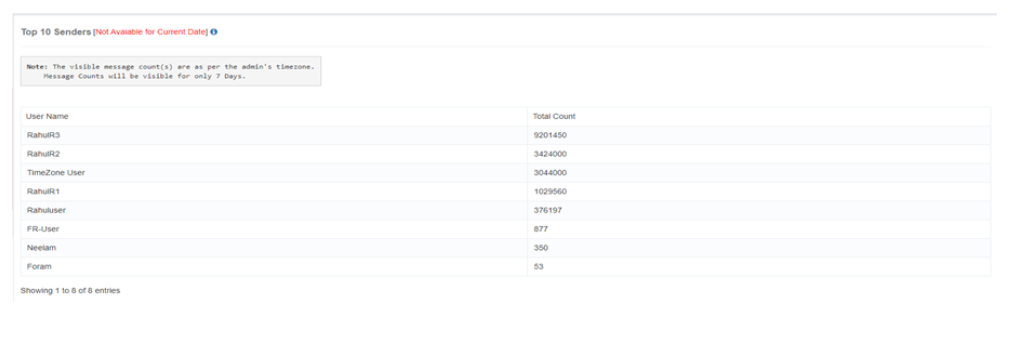 Top 10 Senders [Not Avaiable for Current Date]
Note: The visible message count(s) are as per the admin's timezone.
Message Counts will be visible for only 7 Days.
User Name Total Count
RahulR3 9201450
RahulR2 3424000
TimeZone User 3044000
RahulR1 1029560
Rahuluser 376197
FR-User 877
Neelam 350
Foram 53
Showing 1 to 8 of 8 entries